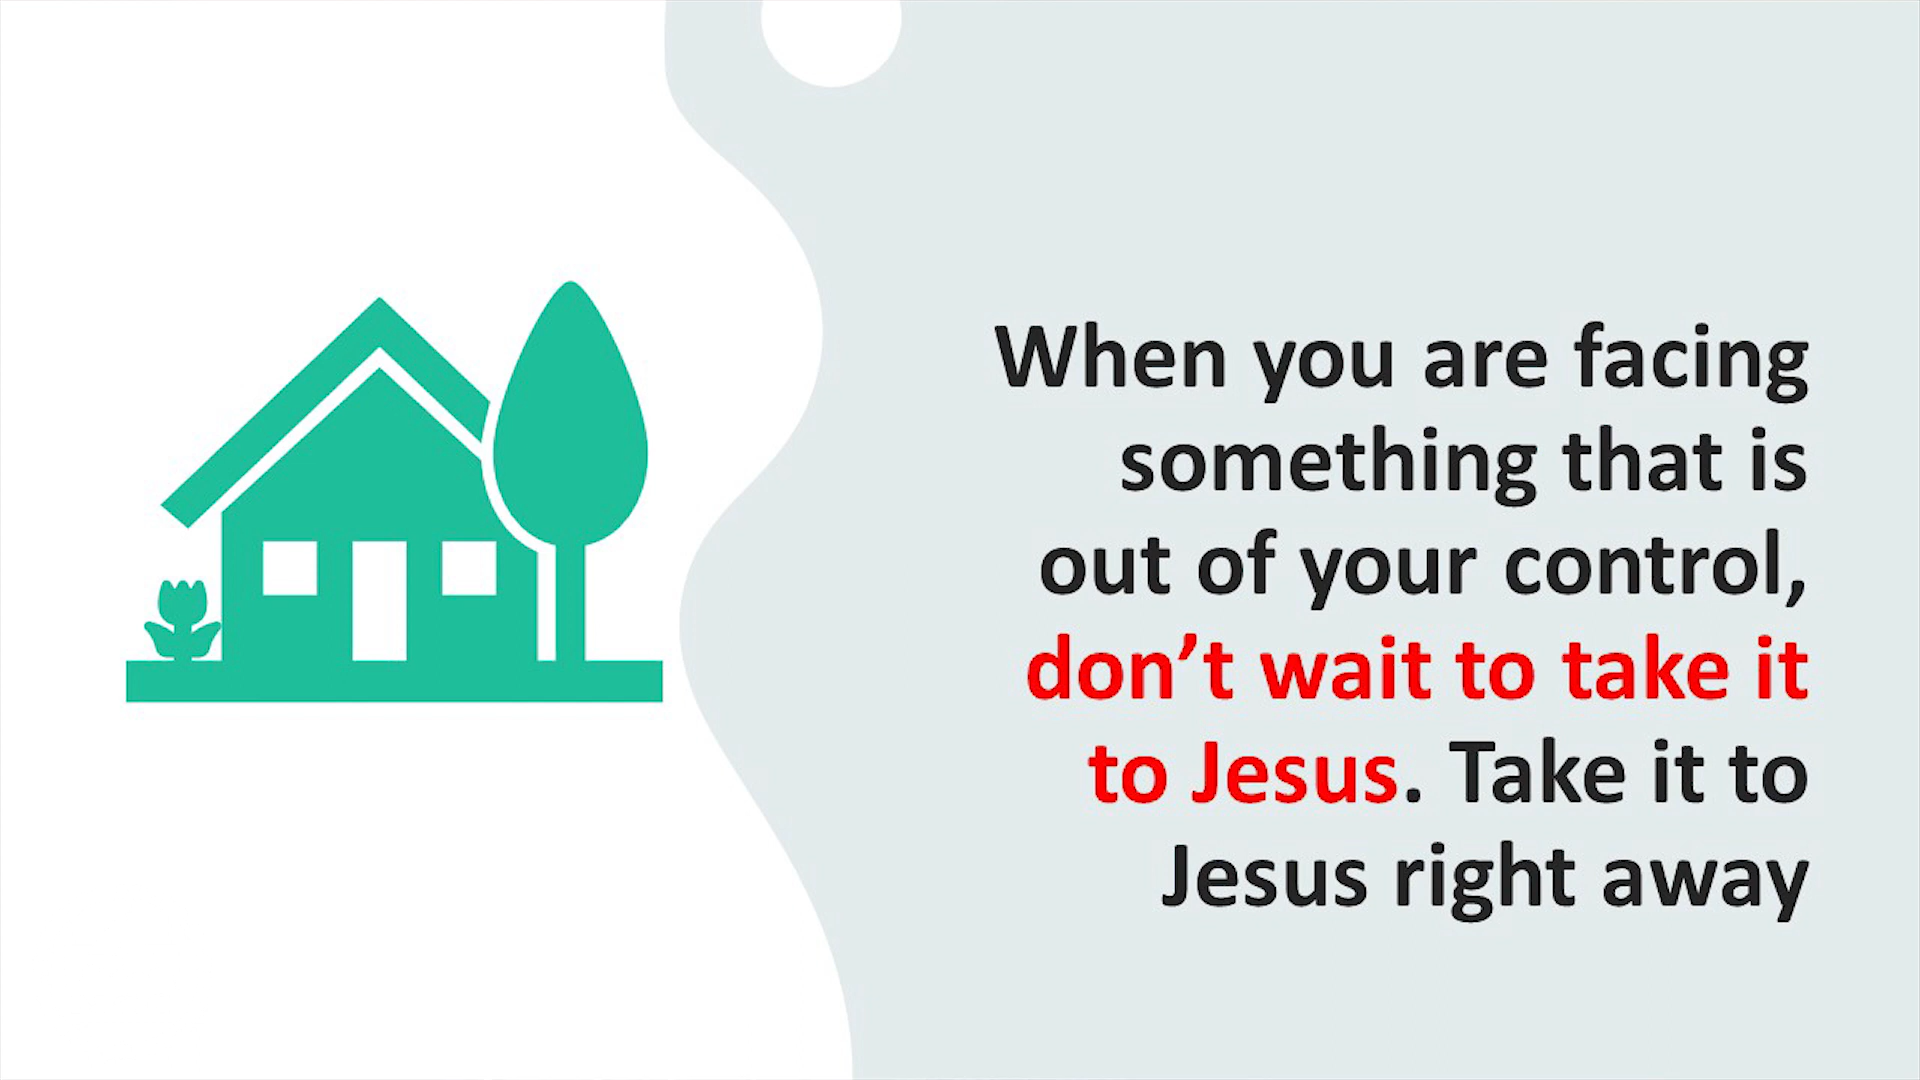 When you are facing
something that is
out of your control,
don’t wait to take it
to Jesus. Take it to
Jesus right away